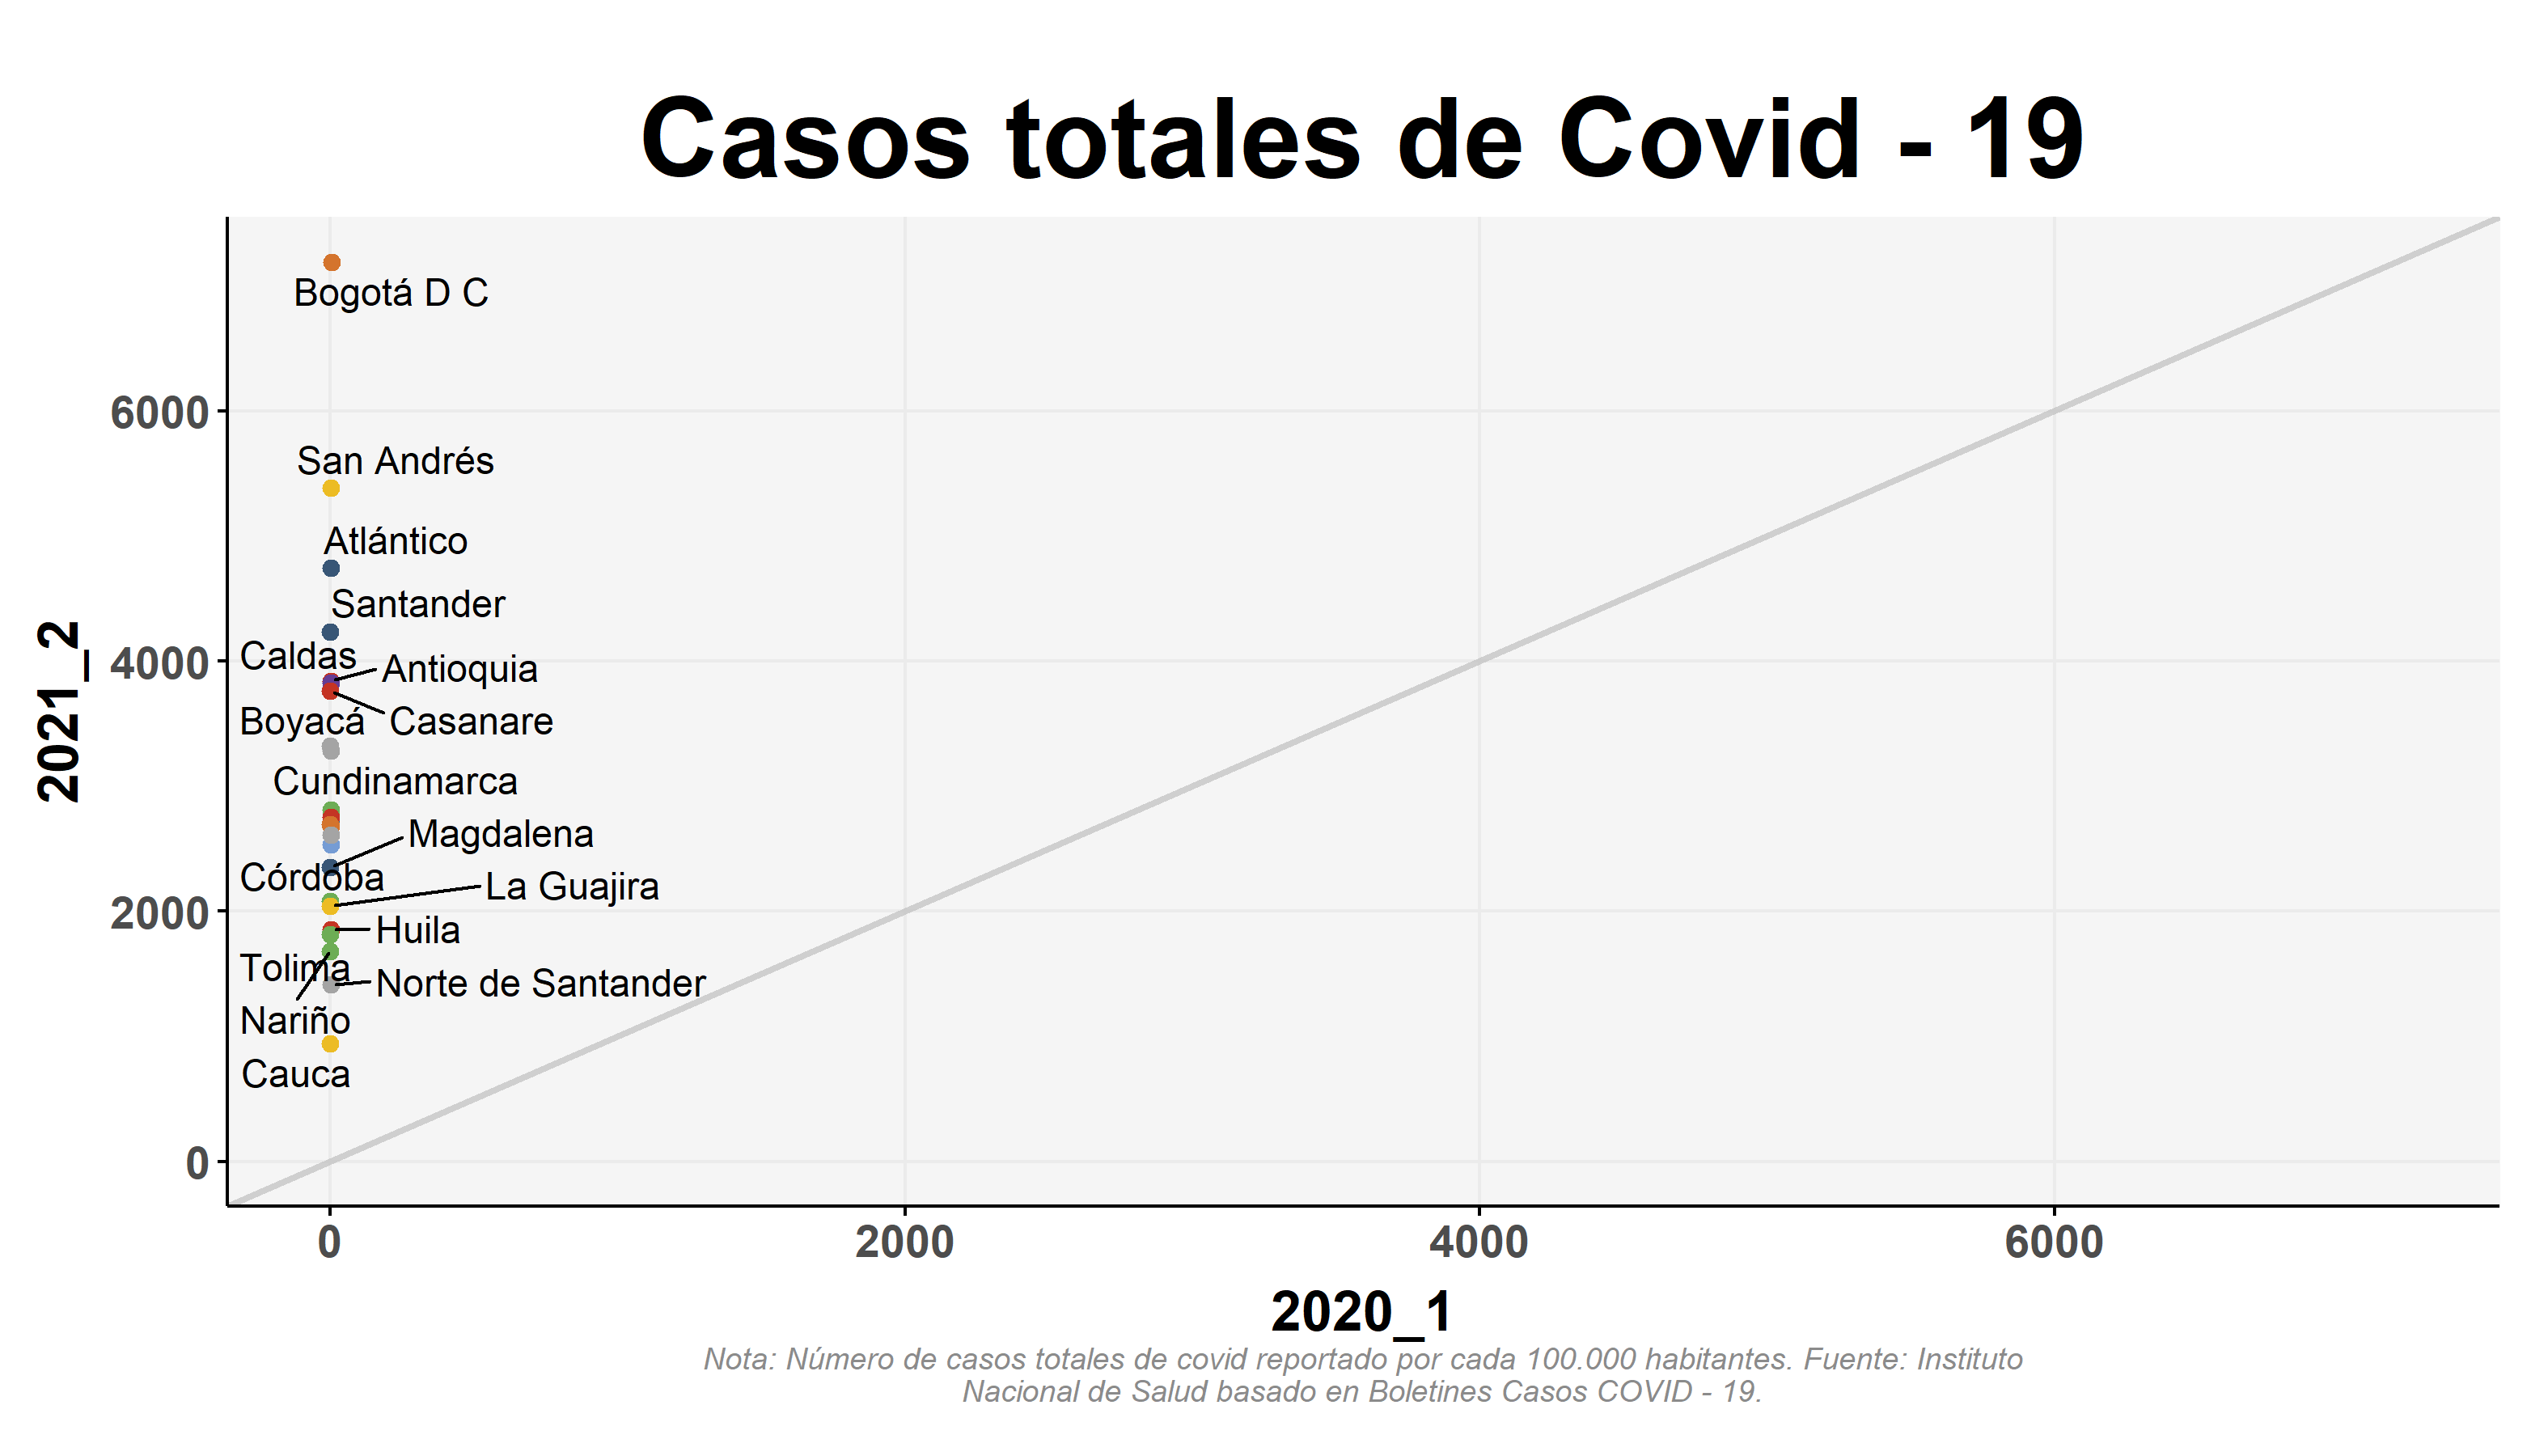 Casos totales de Covid - 19
Bogotá D C
6000
San Andrés
Atlántico
Santander
Caldas
4000
Antioquia
2021_2
Boyacá
Casanare
Cundinamarca
Magdalena
Córdoba
La Guajira
2000
Huila
Tolima
Norte de Santander
Nariño
Cauca
0
0
2000
4000
6000
2020_1
Nota: Número de casos totales de covid reportado por cada 100.000 habitantes. Fuente: Instituto
Nacional de Salud basado en Boletines Casos COVID - 19.